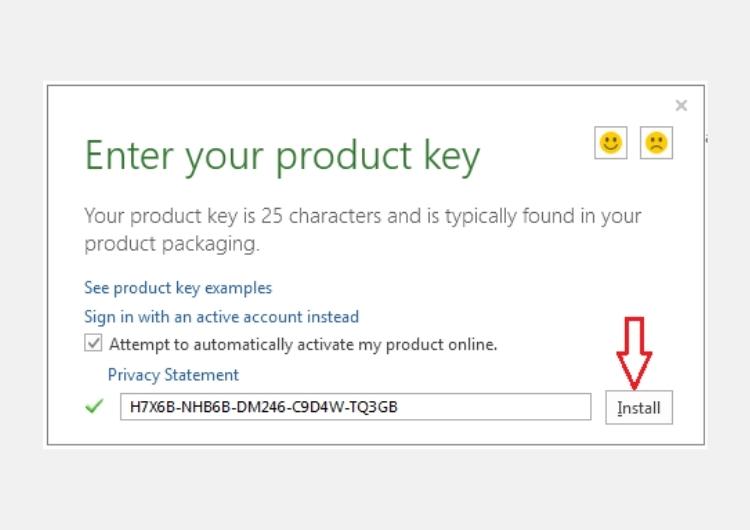 Enter your product key
Your product key is 25 characters and is typically found in your
product packaging.
See product key examples
Sign in with an active account instead
Attempt to automatically activate my product online.
Privacy Statement
H7X6B-NHB6B-DM246-C9D4W-TQ3GB
Install